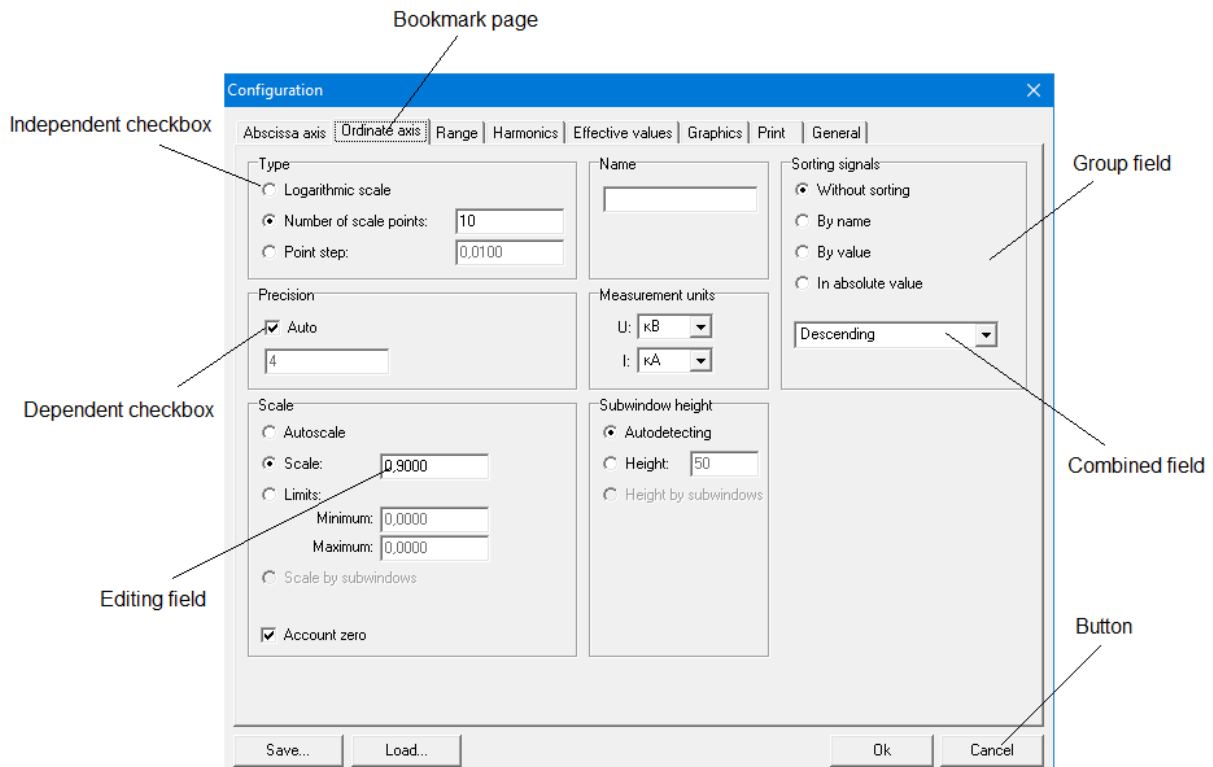 Bookmark page
Configuration
Independent checkbox
Abscissa axis Ordinate axis Range Harmonics Effective values Graphics Print General
Type
Logarithmic scale
Number of scale points: 10
Point step: 0,0100
Name
Sorting signals
Without sorting
By name
By value
In absolute value
Descending
Group field
Precision
Auto
4
Measurement units
U: кВ
I: кА
Dependent checkbox
Combined field
Scale
Autoscale
Scale: 0,9000
Limits:
Minimum: 0,0000
Maximum: 0,0000
Scale by subwindows
Account zero
Subwindow height
Autodetecting
Height: 50
Height by subwindows
Editing field
Button
Save... Load... Ok Cancel